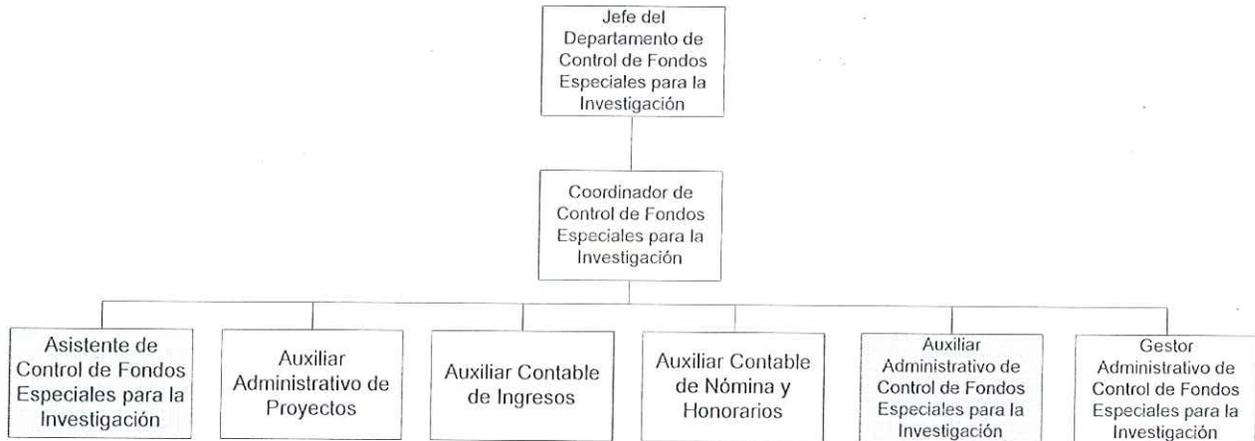 Jefe del
Departamento de
Control de Fondos
Especiales para la
Investigación
Coordinador de
Control de Fondos
Especiales para la
Investigación
Asistente de
Control de Fondos
Especiales para la
Investigación
Auxiliar
Administrativo de
Proyectos
Auxiliar Contable
de Ingresos
Auxiliar Contable
de Nómina y
Honorarios
Auxiliar
Administrativo de
Control de Fondos
Especiales para la
Investigación
Gestor
Administrativo de
Control de Fondos
Especiales para la
Investigación